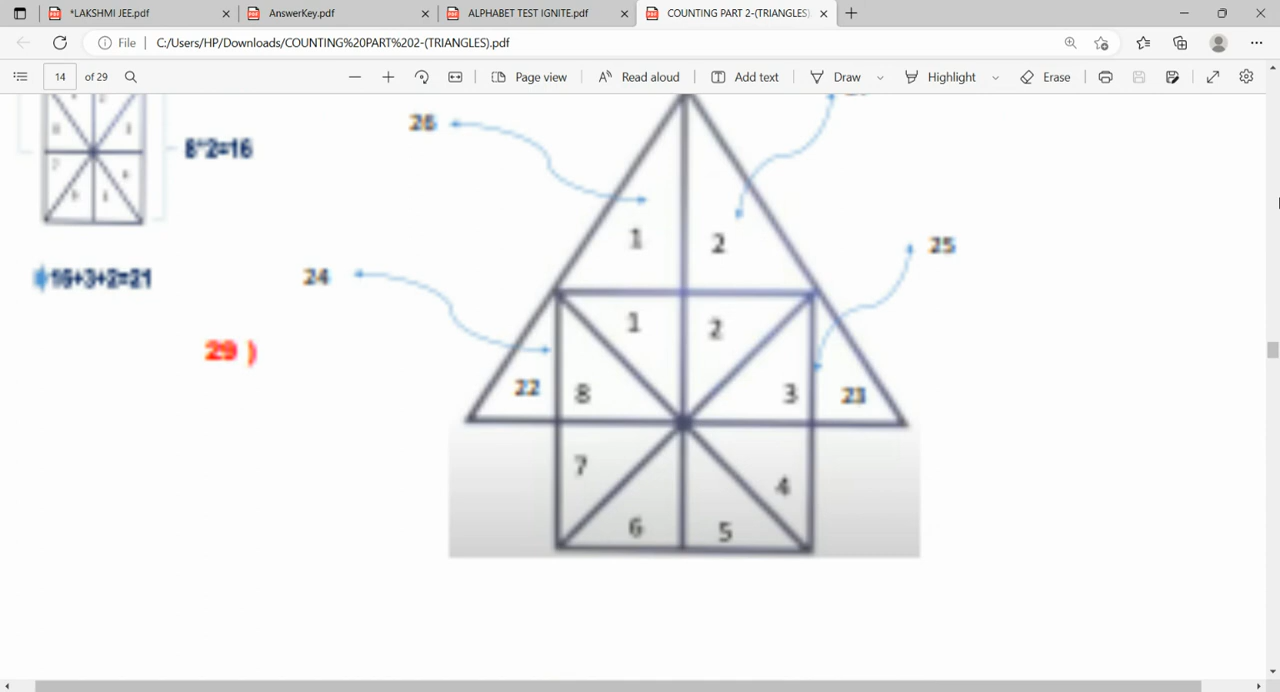 *LAKSHMI JEE.pdf
AnswerKey.pdf
ALPHABET TEST IGNITE.pdf
COUNTING PART 2-(TRIANGLES)
File
C:/Users/HP/Downloads/COUNTING%20PART%202-(TRIANGLES).pdf
14
of 29
Page view
Read aloud
Add text
Draw
Highlight
Erase
8*2=16
16+3+2=21
29 )
26
24
25
1
2
1
2
22
8
3
23
7
4
6
5